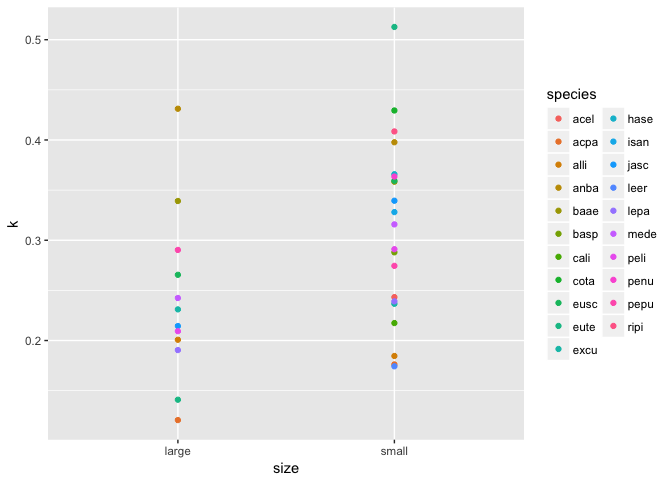 0.5
0.4
0.3
0.2
k
large
small
size
species
acel
acpa
alli
anba
baae
basp
cali
cota
eusc
eute
excu
hase
isan
jasc
leer
lepa
mede
peli
penu
pepu
ripi